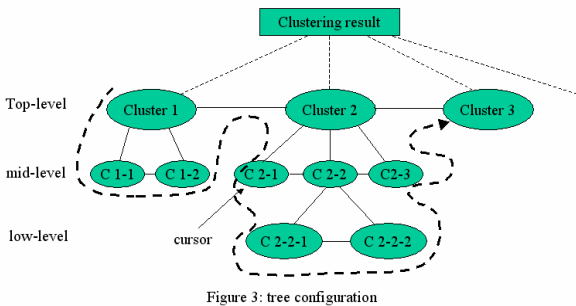 Clustering result
Top-level
Cluster 1
Cluster 2
Cluster 3
mid-level
C 1-1
C 1-2
C 2-1
C 2-2
C2-3
cursor
low-level
C 2-2-1
C 2-2-2
Figure 3: tree configuration